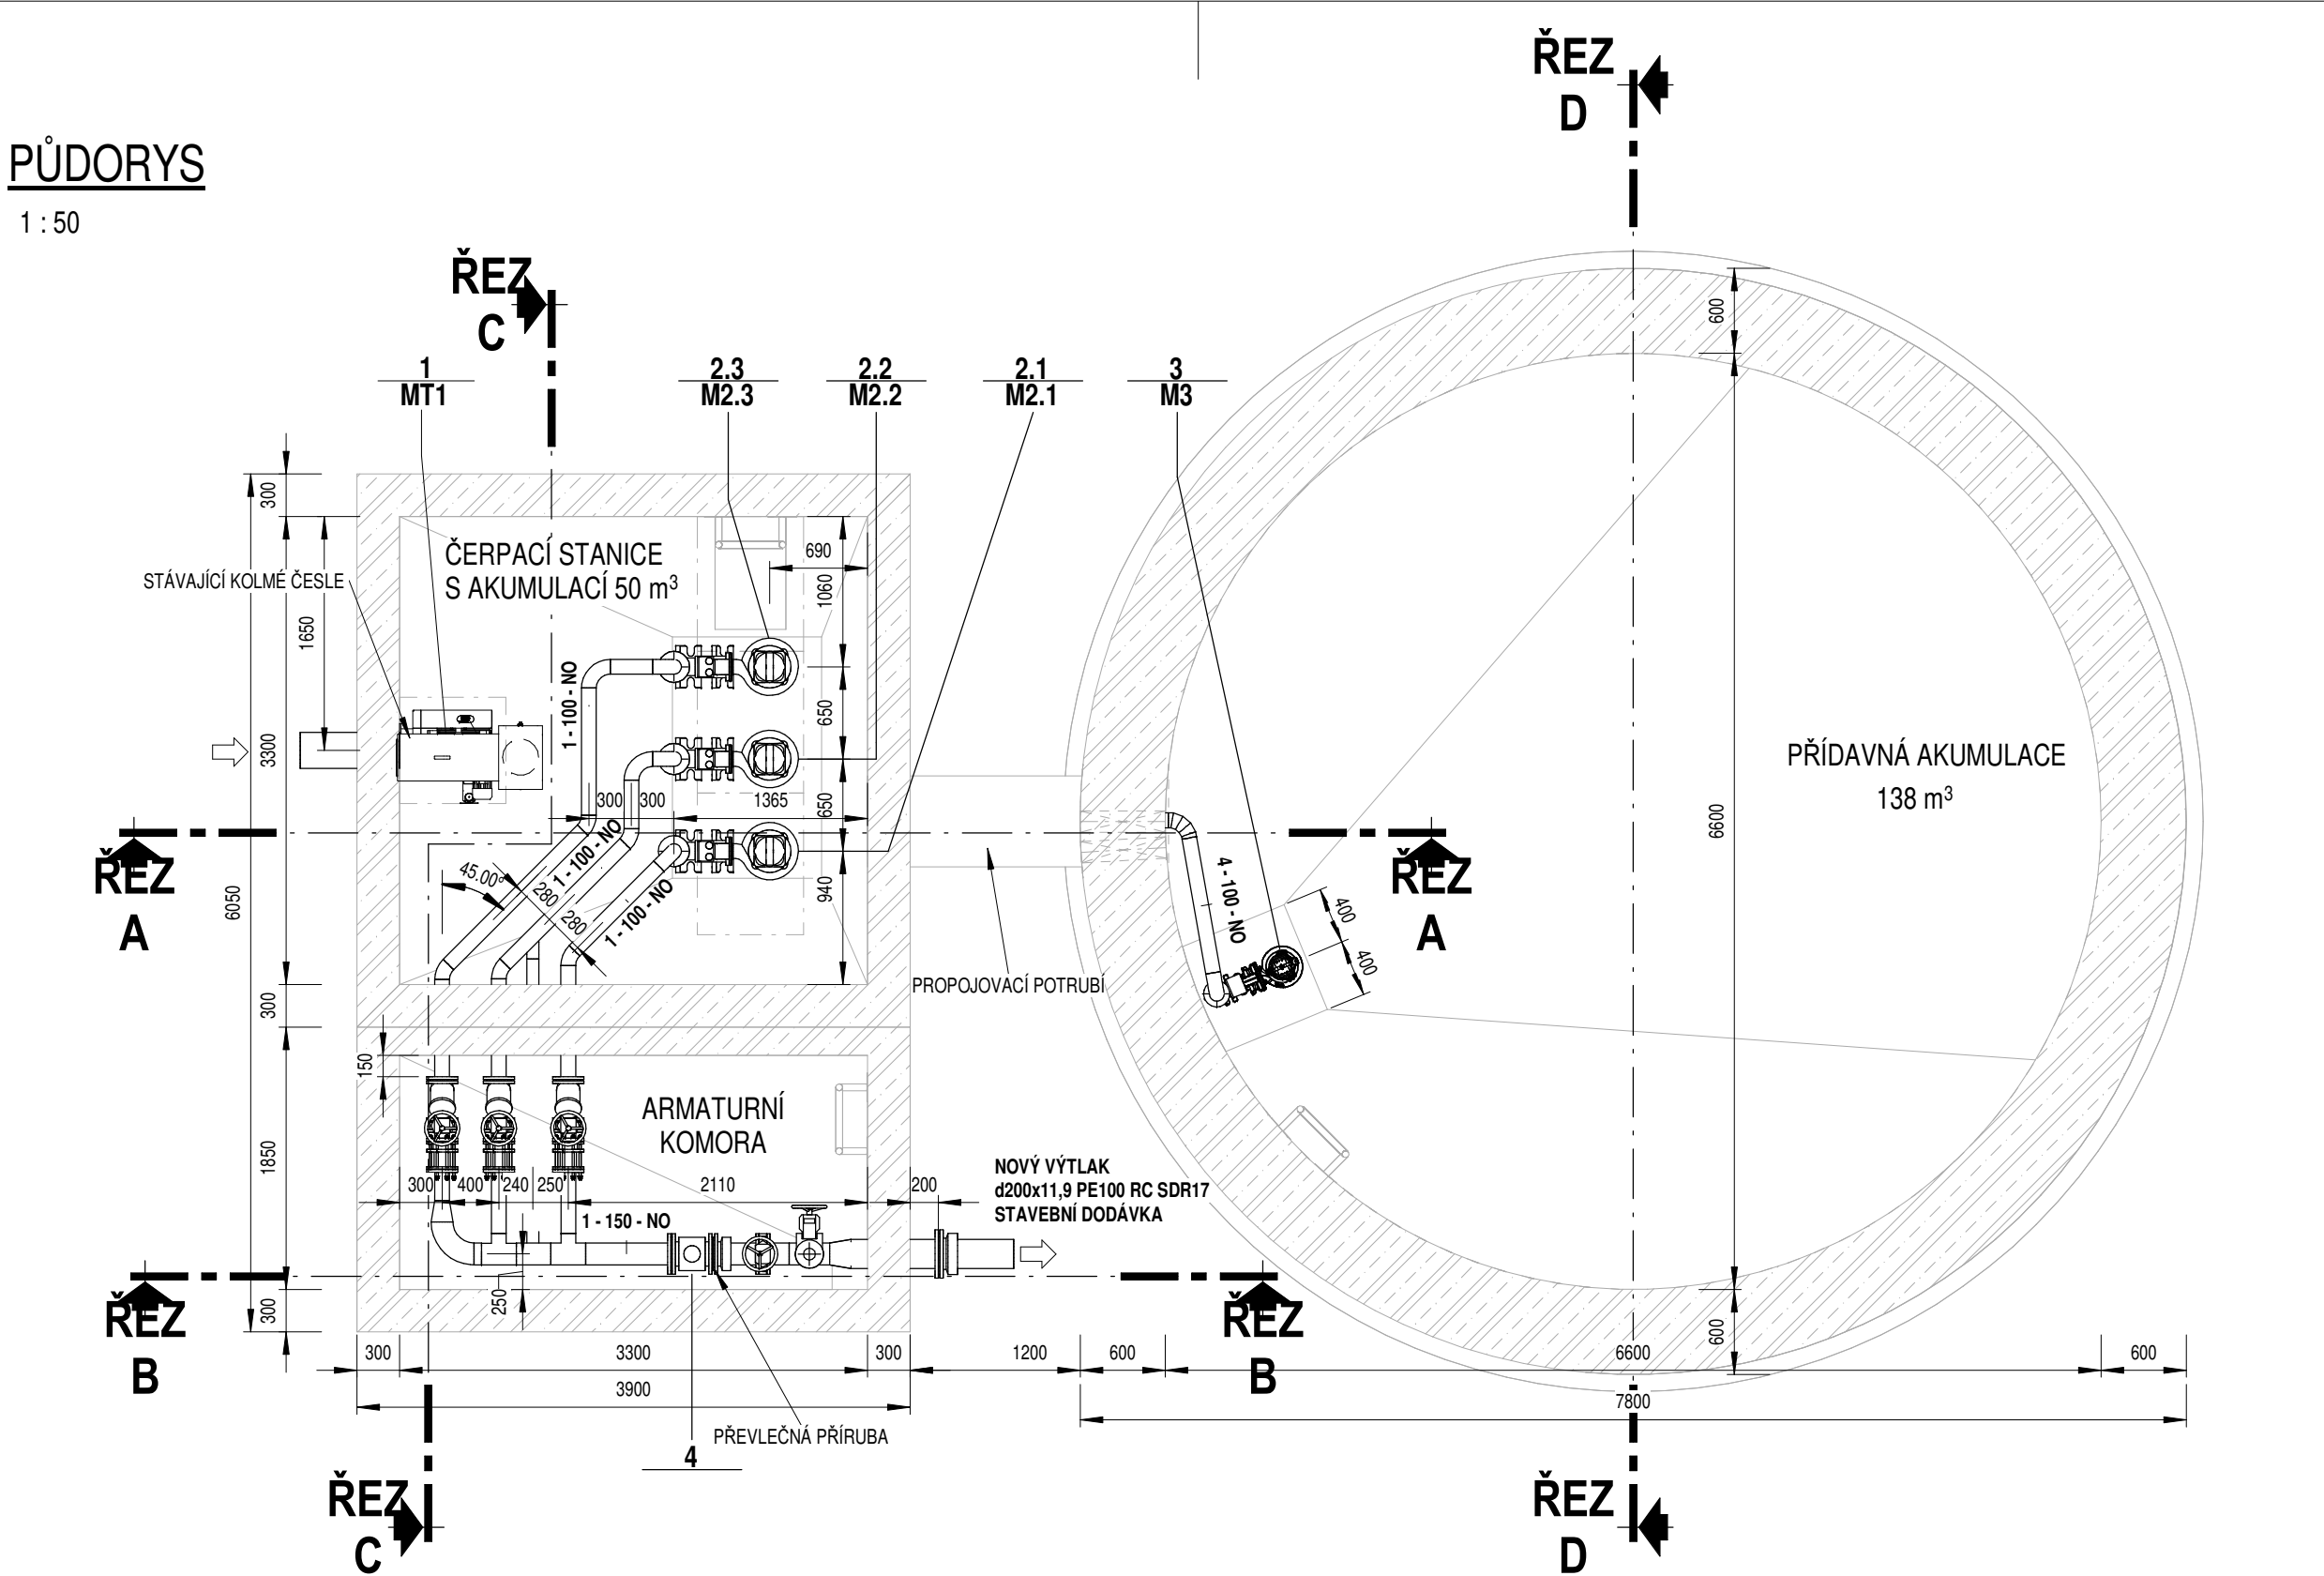 ŘEZ
D
PŮDORYS
1 : 50
ŘEZ
C
1
MT1
2.3
M2.3
2.2
M2.2
2.1
M2.1
3
M3
600
300
ČERPACÍ STANICE
S AKUMULACÍ 50 m³
690
STÁVAJÍCÍ KOLMÉ ČESLE
1060
1650
1 - 100 - NO
650
3300
PŘÍDAVNÁ AKUMULACE
138 m³
300
300
1365
650
6600
ŘEZ
A
45.00°
1 - 100 - NO
280
280
1 - 100 - NO
940
6050
4 - 100 - NO
400
400
ŘEZ
A
PROPOJOVACÍ POTRUBÍ
300
150
ARMATURNÍ
KOMORA
1850
300
400
240
250
2110
200
NOVÝ VÝTLAK
d200x11,9 PE100 RC SDR17
STAVEBNÍ DODÁVKA
1 - 150 - NO
250
300
ŘEZ
B
ŘEZ
B
600
300
3300
300
1200
600
6600
600
3900
7800
PŘEVLEČNÁ PŘÍRUBA
4
ŘEZ
C
ŘEZ
D